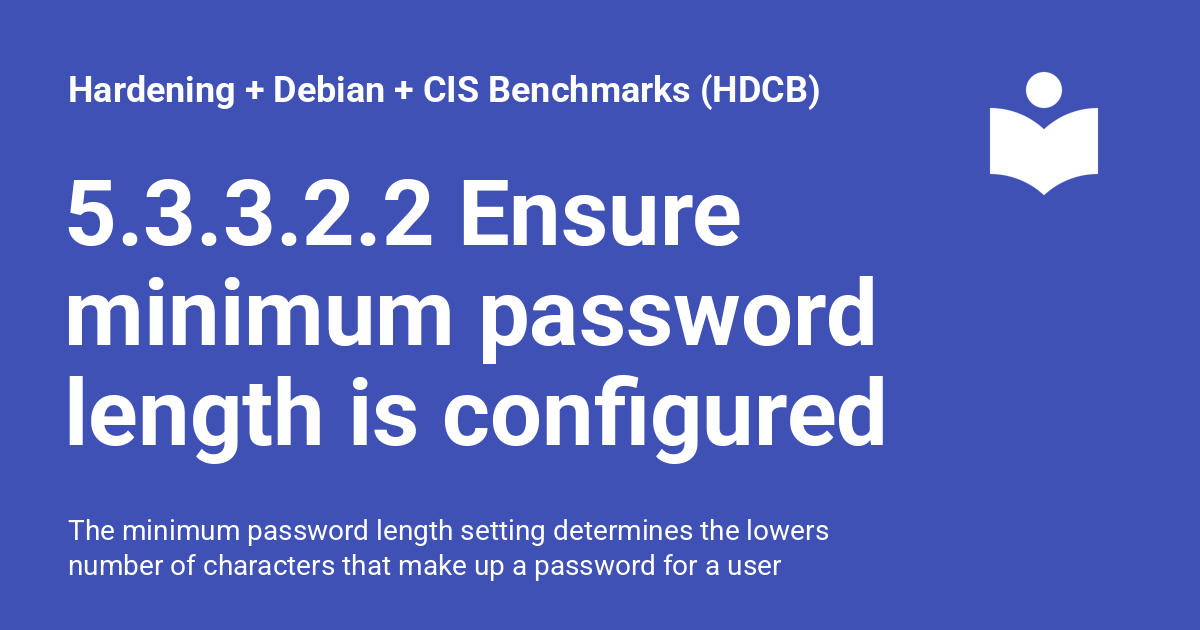 Hardening + Debian + CIS Benchmarks (HDCB)
5.3.3.2.2 Ensure
minimum password
length is configured
The minimum password length setting determines the lowers
number of characters that make up a password for a user